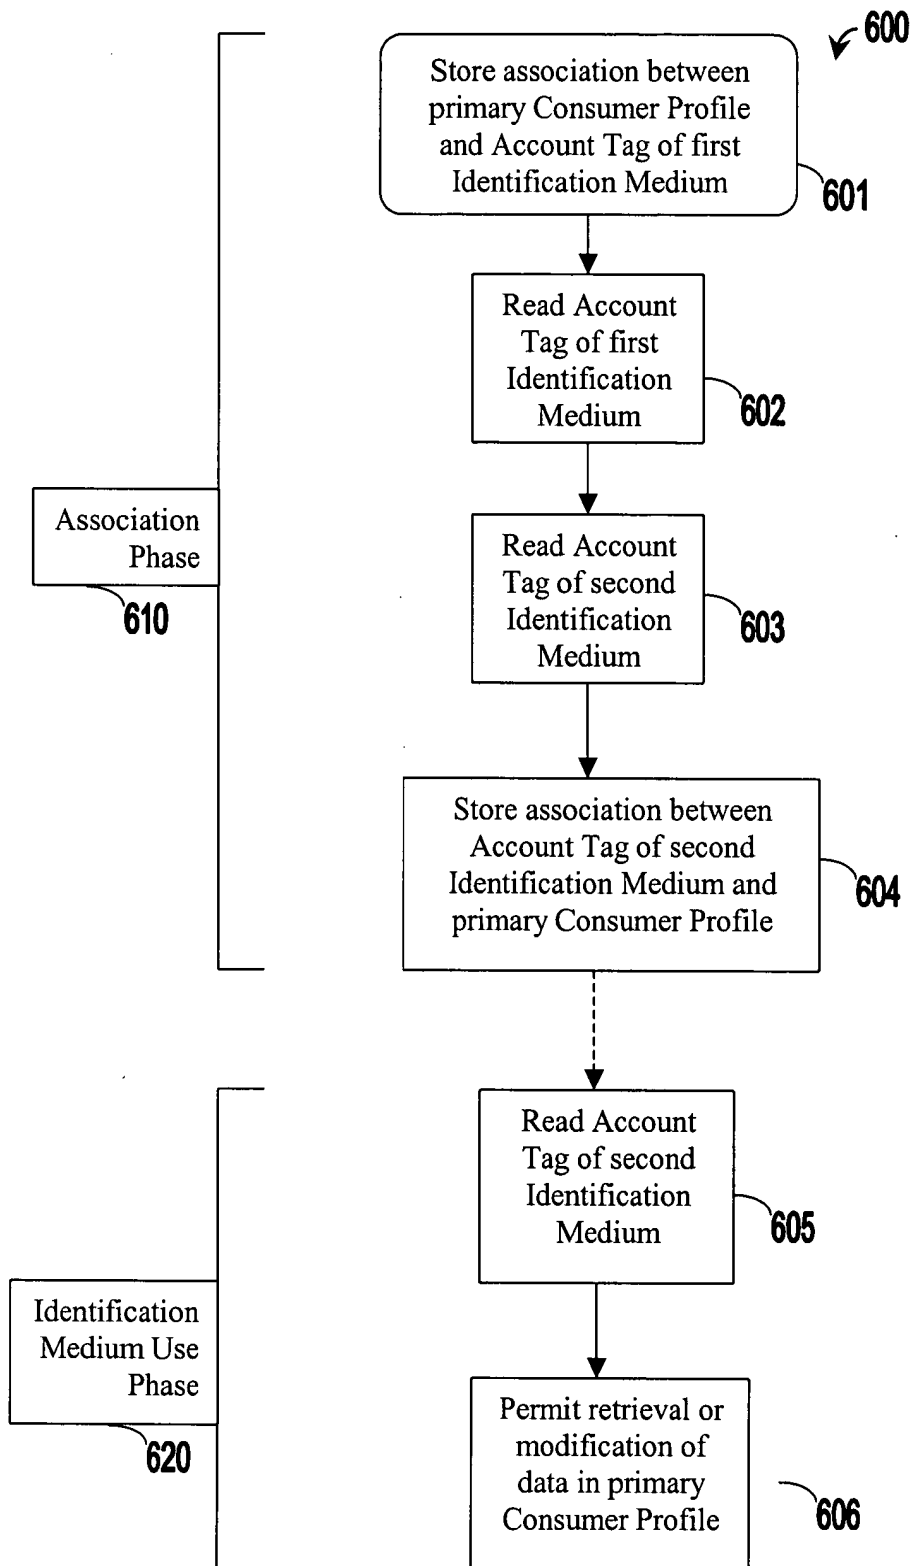 600
Store association between
primary Consumer Profile
and Account Tag of first
Identification Medium
601
Read Account
Tag of first
Identification
Medium
602
Association
Phase
610
Read Account
Tag of second
Identification
Medium
603
Store association between
Account Tag of second
Identification Medium and
primary Consumer Profile
604
Read Account
Tag of second
Identification
Medium
605
Identification
Medium Use
Phase
620
Permit retrieval or
modification of
data in primary
Consumer Profile
606